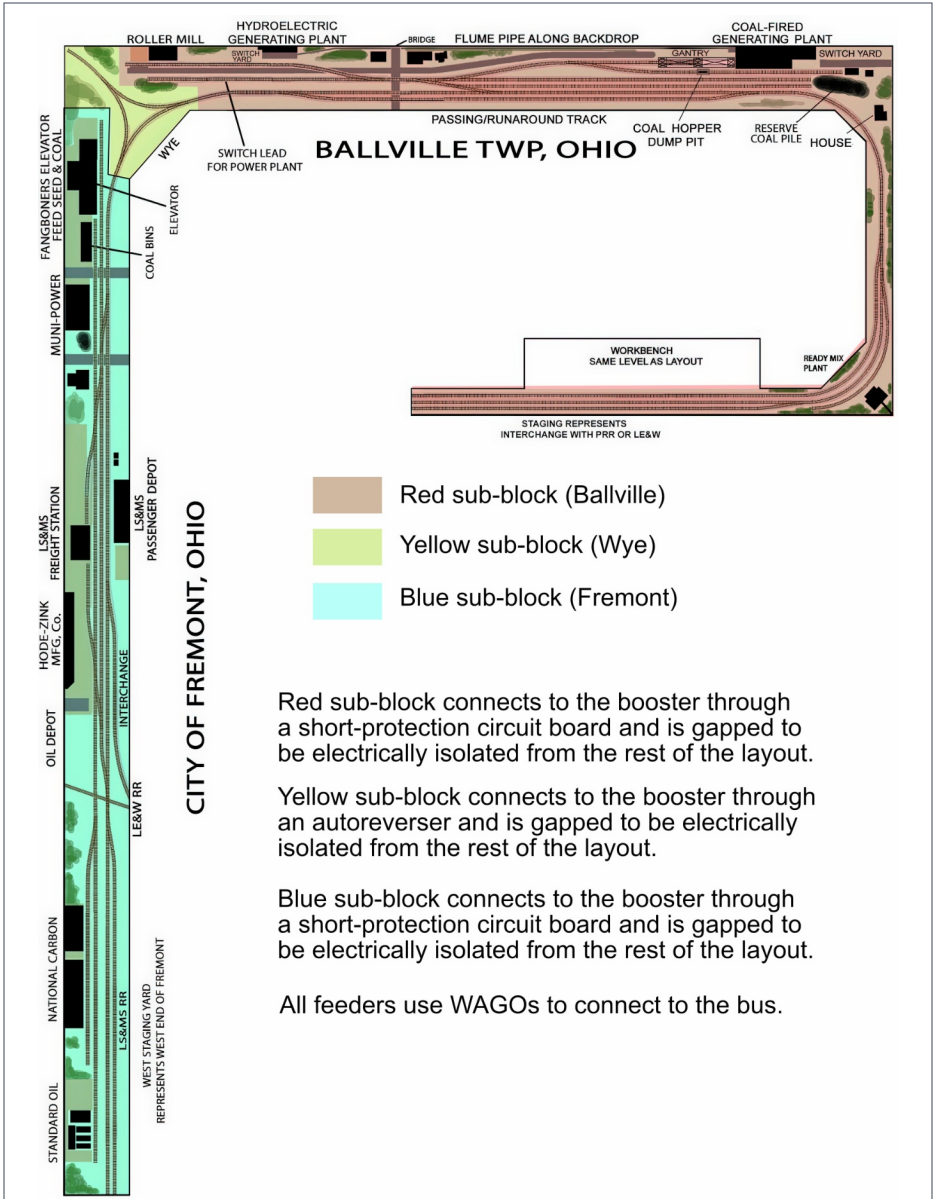 ROLLER MILL
HYDROELECTRIC
GENERATING PLANT
SWITCH
YARD
BRIDGE
FLUME PIPE ALONG BACKDROP
GANTRY
COAL-FIRED
GENERATING PLANT
SWITCH YARD
WYE
SWITCH LEAD
FOR POWER PLANT
PASSING/RUNAROUND TRACK
COAL HOPPER
DUMP PIT
RESERVE
COAL PILE
HOUSE
BALLVILLE TWP, OHIO
FANGBONERS ELEVATOR
FEED SEED & COAL
ELEVATOR
COAL BINS
MUNI-POWER
WORKBENCH
SAME LEVEL AS LAYOUT
READY MIX
PLANT
STAGING REPRESENTS
INTERCHANGE WITH PRR OR LE&W
LS&MS
FREIGHT STATION
LS&MS
PASSENGER DEPOT
HODE-ZINK
MFG, Co.
OIL DEPOT
INTERCHANGE
LE&W RR
CITY OF FREMONT, OHIO
NATIONAL CARBON
LS&MS RR
WEST STAGING YARD
REPRESENTS WEST END OF FREMONT
STANDARD OIL
Red sub-block (Ballville)
Yellow sub-block (Wye)
Blue sub-block (Fremont)
Red sub-block connects to the booster through
a short-protection circuit board and is gapped to
be electrically isolated from the rest of the layout.
Yellow sub-block connects to the booster through
an autoreverser and is gapped to be electrically
isolated from the rest of the layout.
Blue sub-block connects to the booster through
a short-protection circuit board and is gapped to
be electrically isolated from the rest of the layout.
All feeders use WAGOs to connect to the bus.